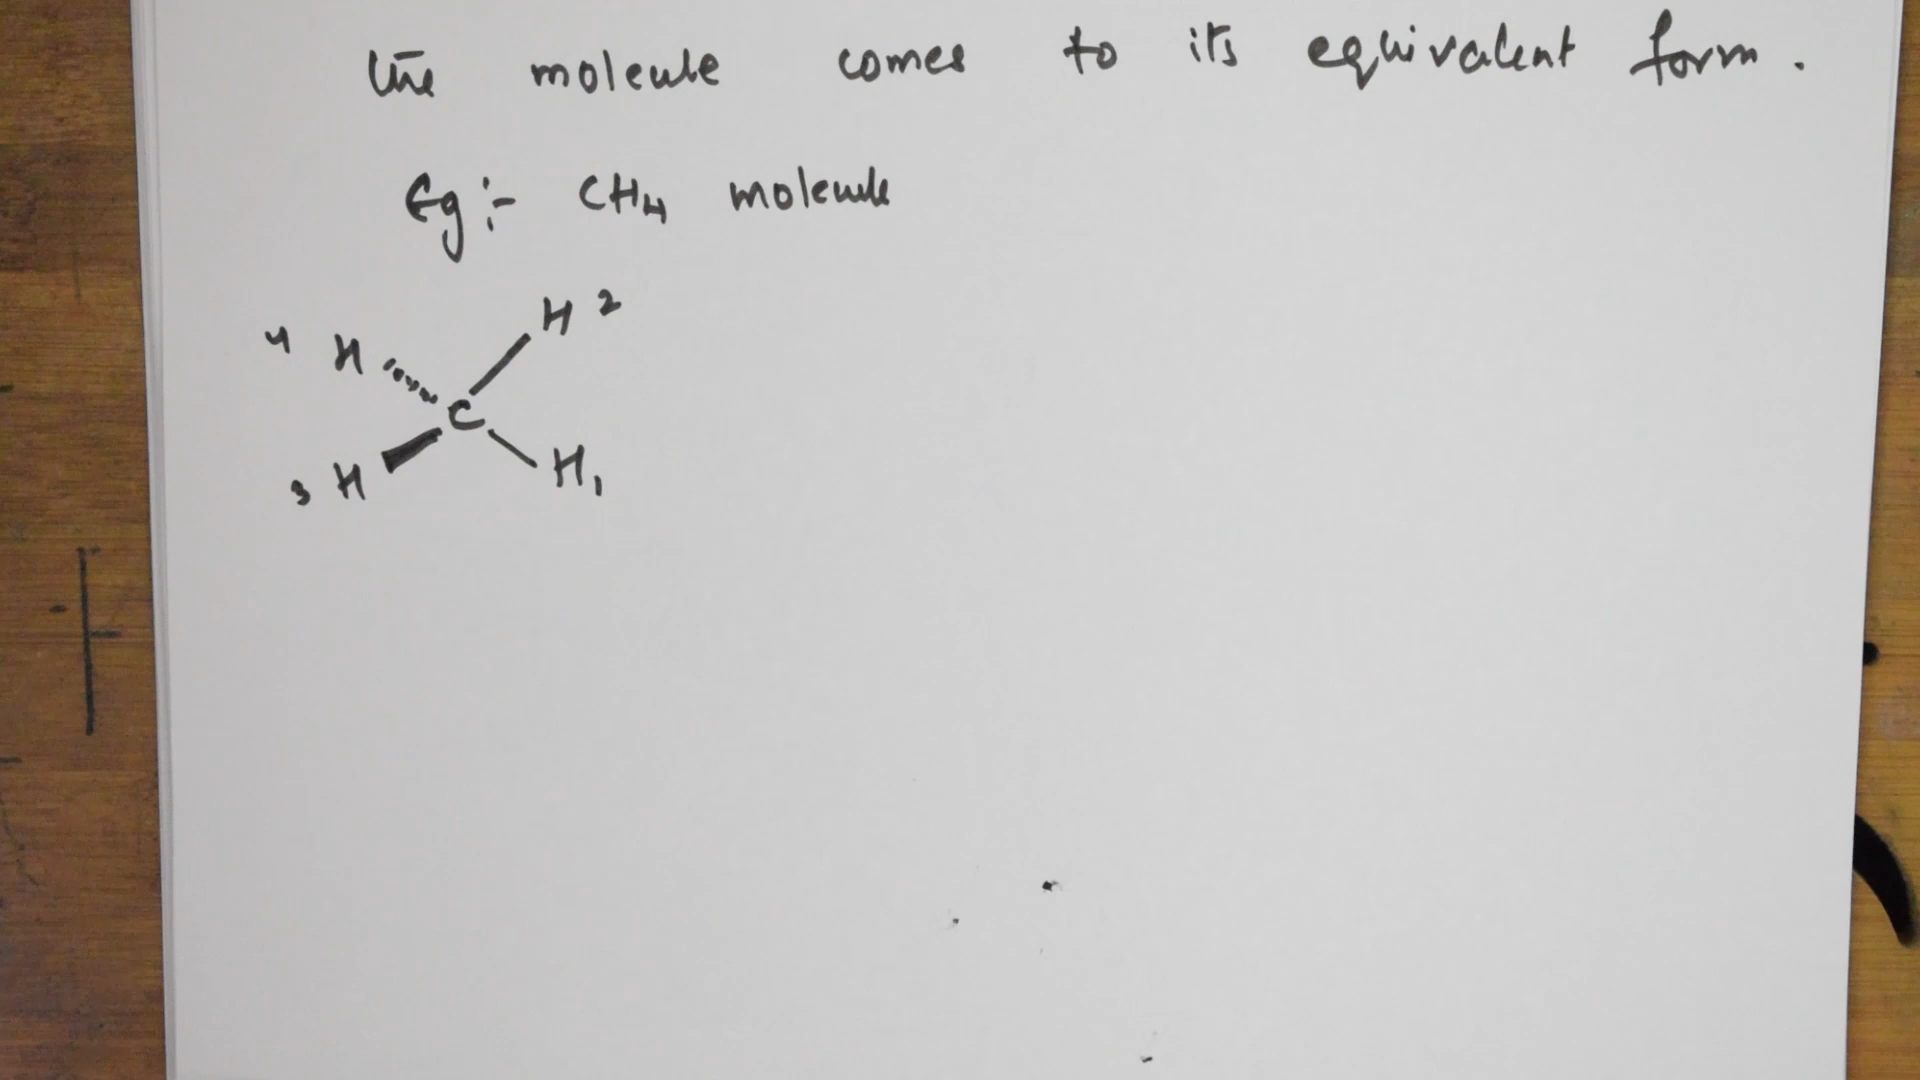 the molecule comes to its equivalent form.
Eg:- CH4 molecule
H 2
4 H
C
3 H
H1